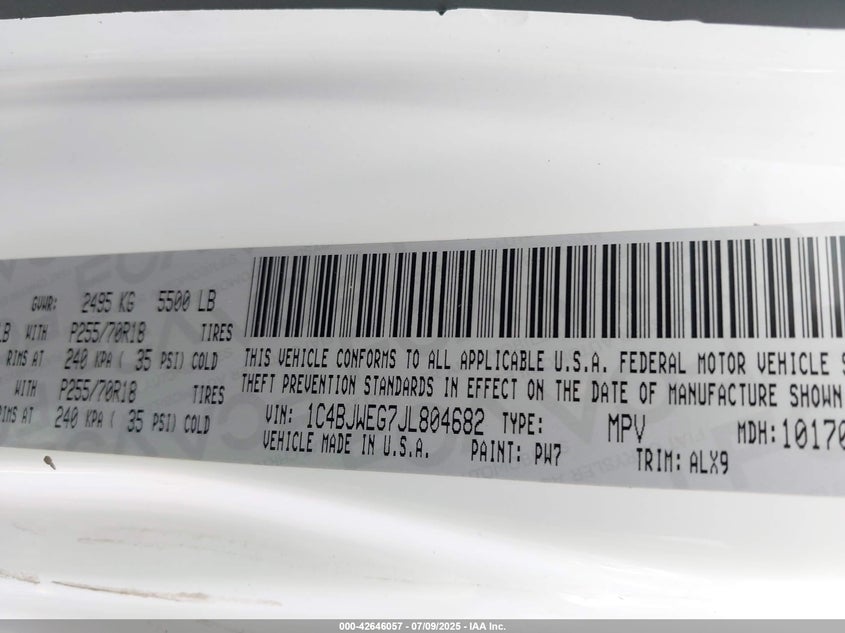 GVWR: 2495 KG 5500 LB
LB WITH P255/70R18 TIRES
RIMS AT 240 KPA ( 35 PSI) COLD
WITH P255/70R18 TIRES
RIMS AT 240 KPA ( 35 PSI) COLD
THIS VEHICLE CONFORMS TO ALL APPLICABLE U.S.A. FEDERAL MOTOR VEHICLE S
THEFT PREVENTION STANDARDS IN EFFECT ON THE DATE OF MANUFACTURE SHOWN
VIN: 1C4BJWEG7JL804682 TYPE: MPV MDH: 10170
VEHICLE MADE IN U.S.A. PAINT: PW7 TRIM: ALX9
000-42646057 - 07/09/2025 - IAA Inc.